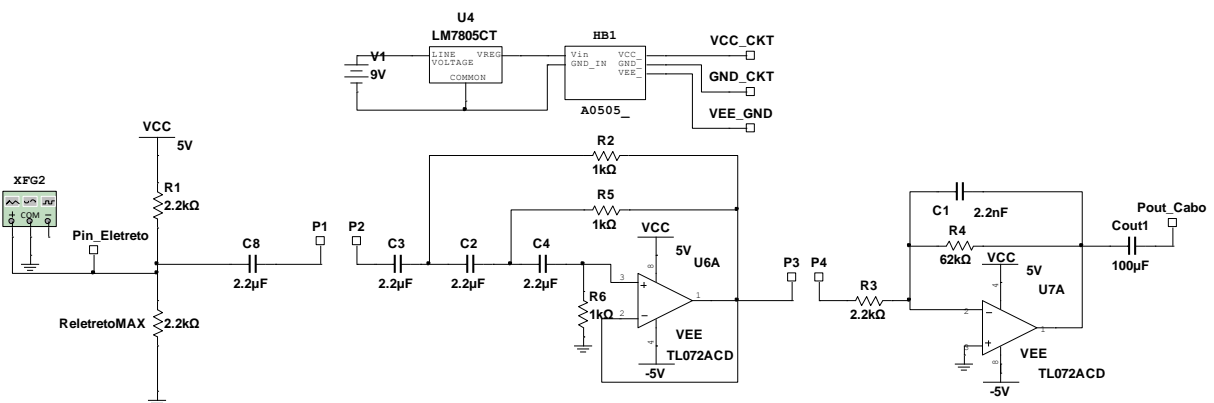 U4
LM7805CT
HB1
V1
9V
LINE
VOLTAGE
VREG
COMMON
Vin
GND_IN
VCC_
GND_
VEE_
A0505_
VCC_CKT
GND_CKT
VEE_GND
XFG2
COM
Pin_Eletreto
VCC
5V
R1
2.2kΩ
ReletretoMAX
2.2kΩ
C8
2.2µF
P1
P2
R2
1kΩ
R5
1kΩ
C3
2.2µF
C2
2.2µF
C4
2.2µF
R6
1kΩ
VCC
5V
U6A
3
2
8
1
4
VEE
TL072ACD
-5V
P3
P4
R3
2.2kΩ
C1
2.2nF
R4
62kΩ
VCC
5V
U7A
4
2
3
1
8
VEE
TL072ACD
-5V
Cout1
100µF
Pout_Cabo